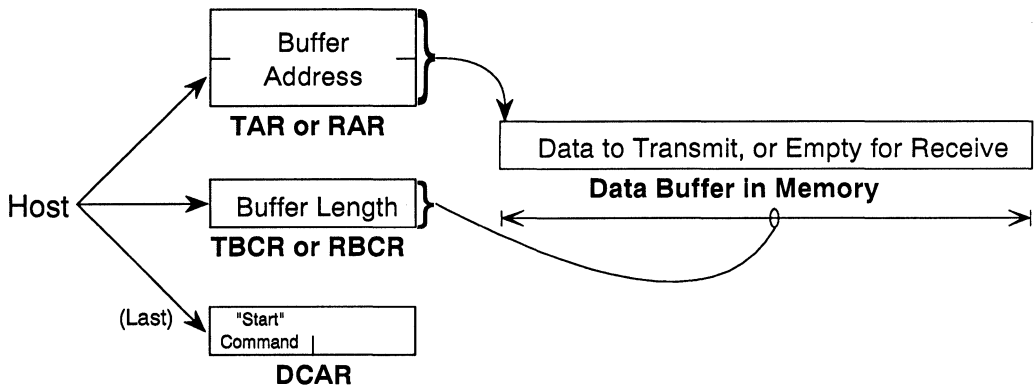 Buffer
Address
TAR or RAR
Data to Transmit, or Empty for Receive
Data Buffer in Memory
Host
Buffer Length
TBCR or RBCR
(Last)
"Start"
Command
DCAR